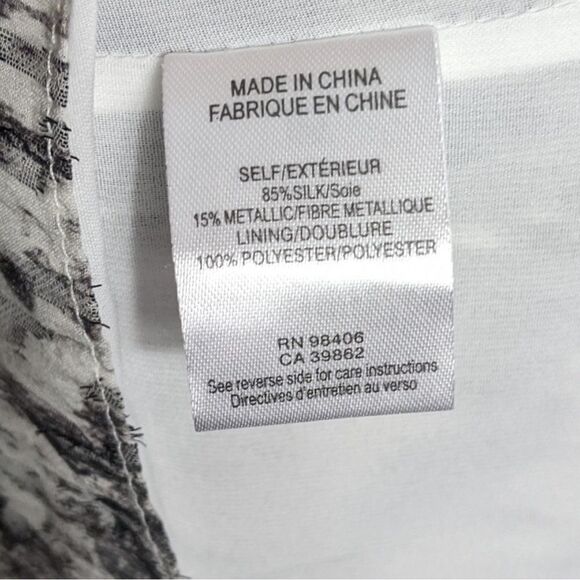 MADE IN CHINA
FABRIQUE EN CHINE
SELF/EXTÉRIEUR
85%SILK/Soie
15% METALLIC/FIBRE METALLIQUE
LINING/DOUBLURE
100% POLYESTER/POLYESTER
RN 98406
CA 39862
See reverse side for care instructions
Directives d'entretien au verso